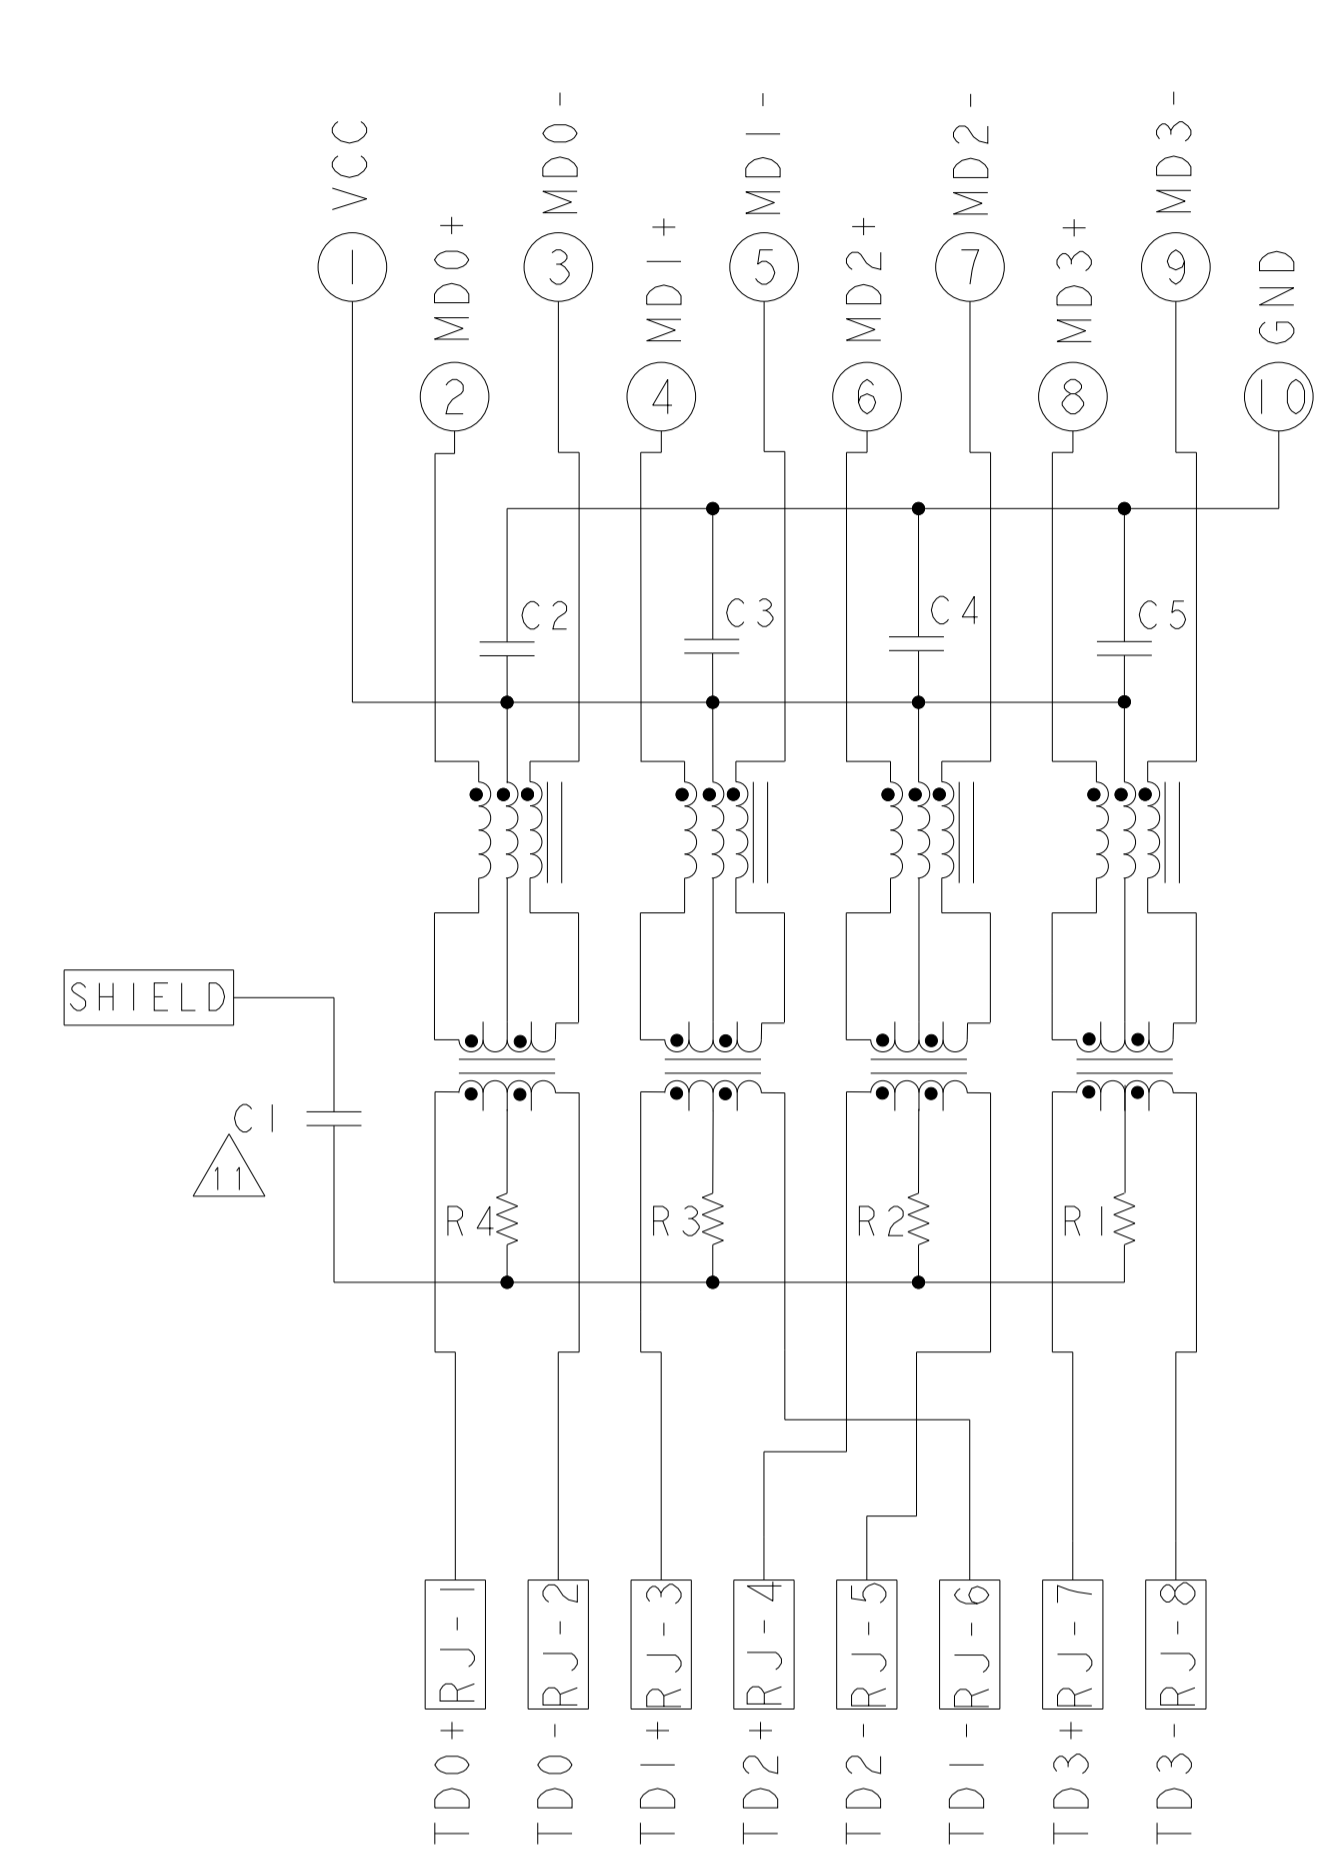 VCC
MD0-
MD1-
MD2-
MD3-
1
3
5
7
9
MD0+
MD1+
MD2+
MD3+
GND
2
4
6
8
10
C2
C3
C4
C5
SHIELD
C1
11
R4
R3
R2
R1
RJ-1
RJ-2
RJ-3
RJ-4
RJ-5
RJ-6
RJ-7
RJ-8
TD0+
TD0-
TD1+
TD2+
TD2-
TD1-
TD3+
TD3-